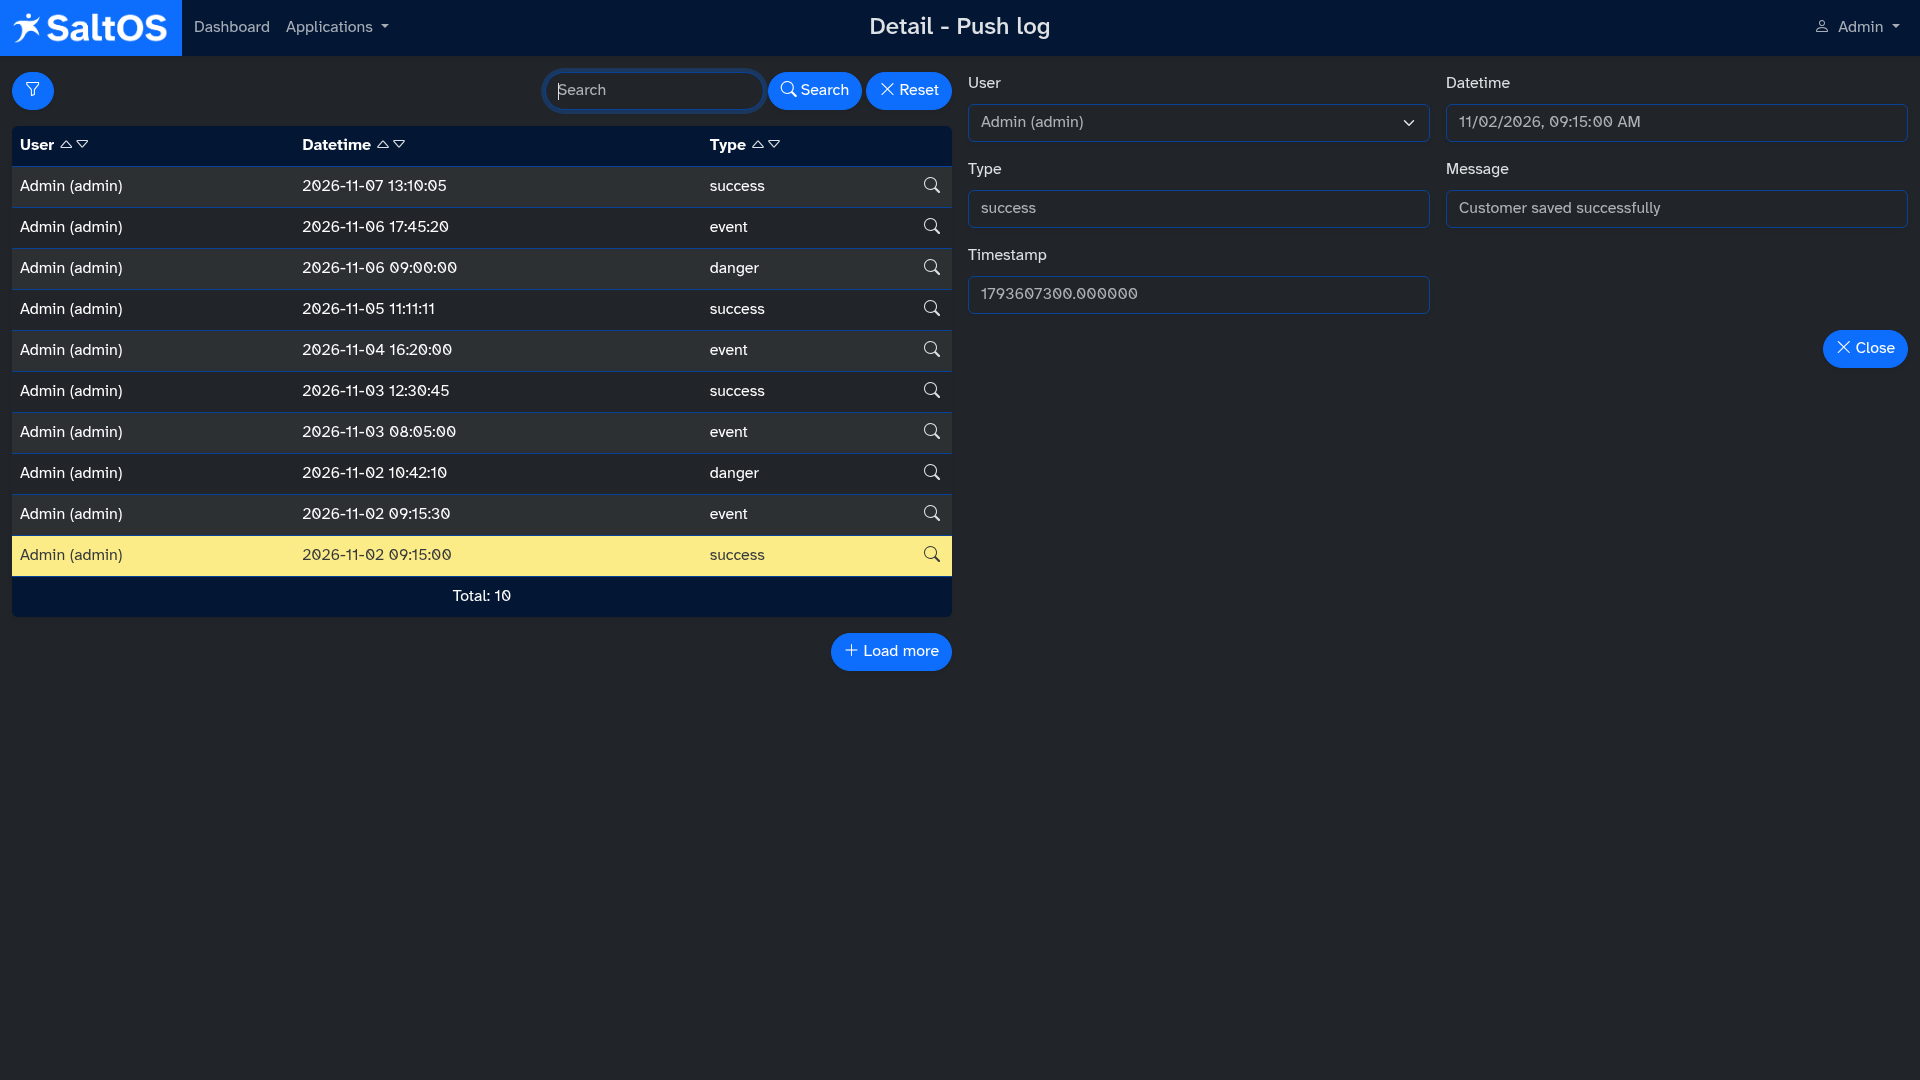 SaltOS
Dashboard
Applications
Detail - Push log
Admin
Search
Search
Reset
User Datetime Type
Admin (admin) 2026-11-07 13:10:05 success
Admin (admin) 2026-11-06 17:45:20 event
Admin (admin) 2026-11-06 09:00:00 danger
Admin (admin) 2026-11-05 11:11:11 success
Admin (admin) 2026-11-04 16:20:00 event
Admin (admin) 2026-11-03 12:30:45 success
Admin (admin) 2026-11-03 08:05:00 event
Admin (admin) 2026-11-02 10:42:10 danger
Admin (admin) 2026-11-02 09:15:30 event
Admin (admin) 2026-11-02 09:15:00 success
Total: 10
Load more
User
Admin (admin)
Datetime
11/02/2026, 09:15:00 AM
Type
success
Message
Customer saved successfully
Timestamp
1793607300.000000
Close